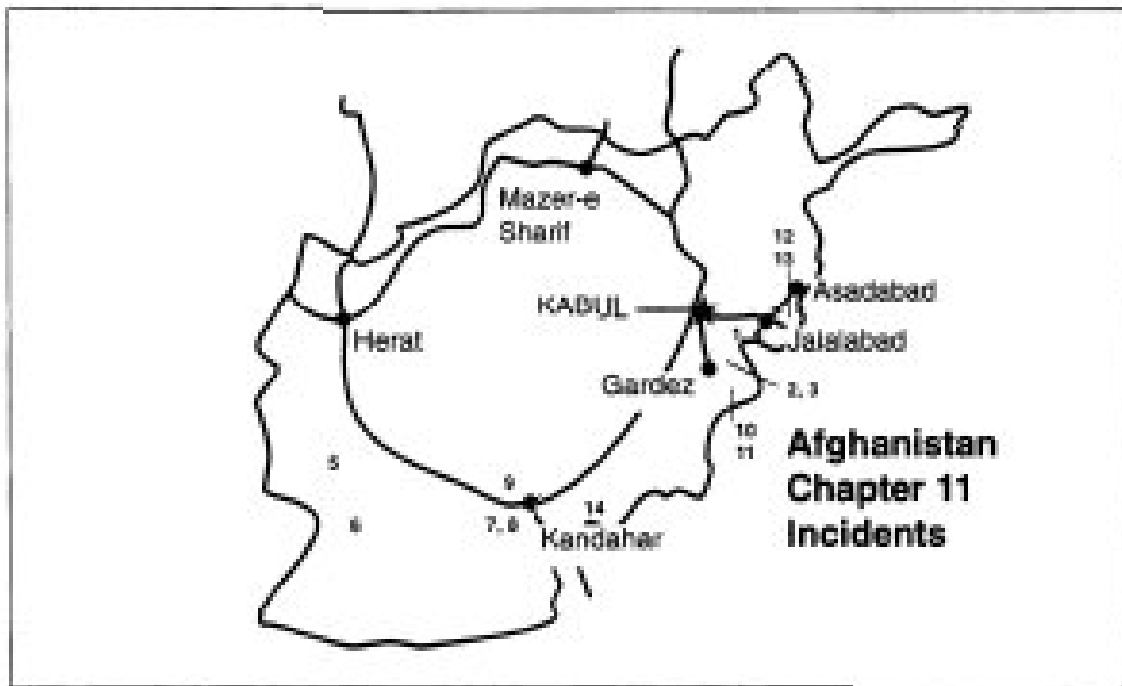 Mazer-e
Sharif
12
13
Asadabad
KABUL
Herat
Jalalabad
1
Gardez
2, 3
10
11
Afghanistan
Chapter 11
Incidents
5
6
9
7, 8
14
Kandahar